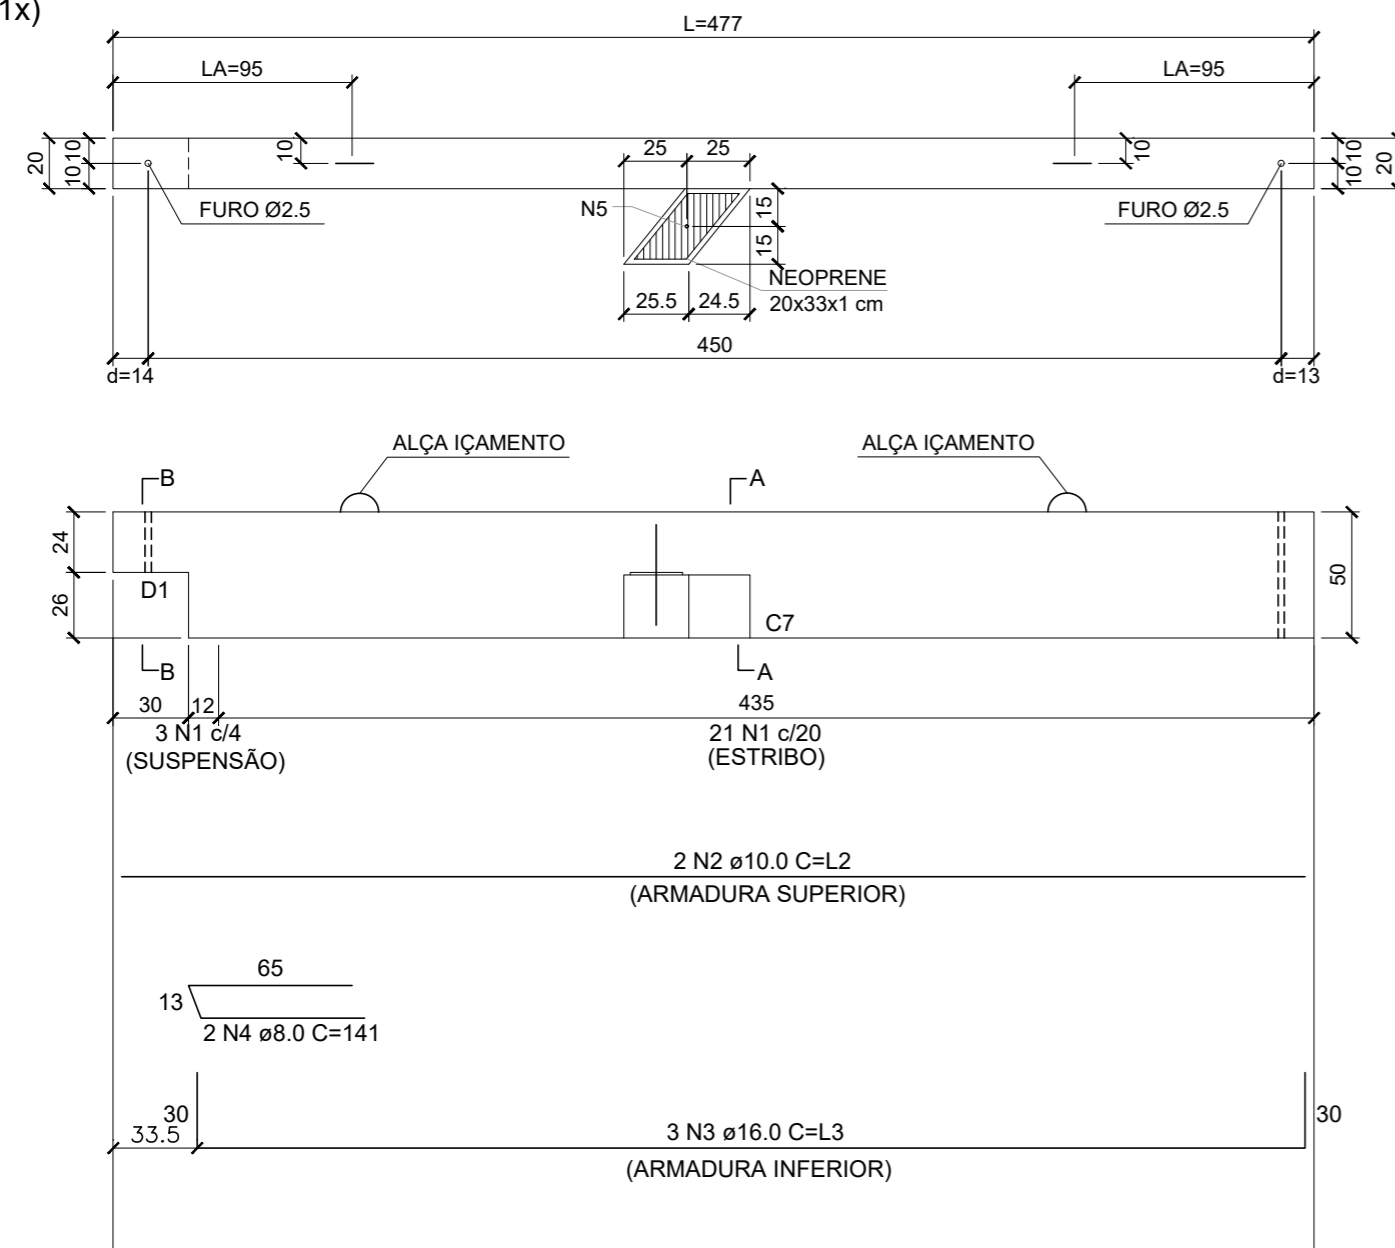 1x)
L=477
LA=95
LA=95
20
10
10
10
25
25
10
10
10
20
FURO Ø2.5
N5
15
15
FURO Ø2.5
NEOPRENE
20x33x1 cm
25.5
24.5
450
d=14
d=13
ALÇA IÇAMENTO
ALÇA IÇAMENTO
B
A
24
26
D1
50
C7
B
A
30
12
435
3 N1 c/4
(SUSPENSÃO)
21 N1 c/20
(ESTRIBO)
2 N2 ø10.0 C=L2
(ARMADURA SUPERIOR)
65
13
2 N4 ø8.0 C=141
30
33.5
3 N3 ø16.0 C=L3
30
(ARMADURA INFERIOR)